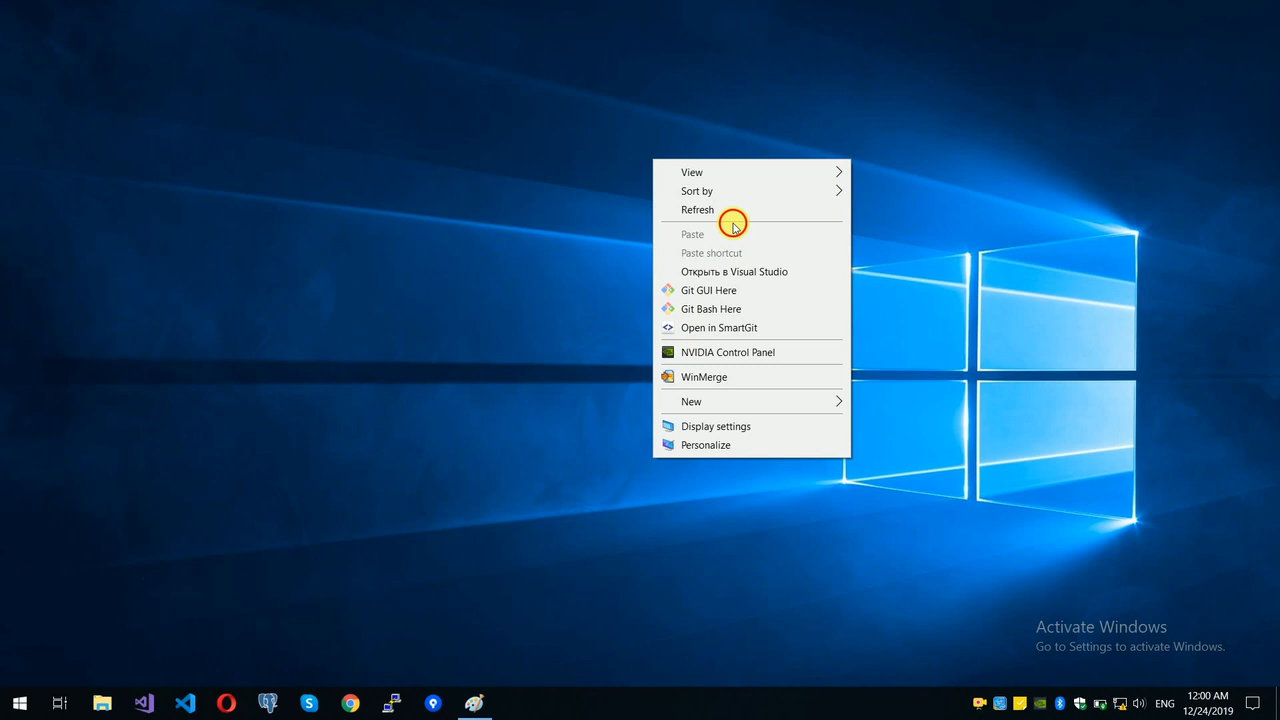 View
Sort by
Refresh
Paste
Paste shortcut
Открыть в Visual Studio
Git GUI Here
Git Bash Here
Open in SmartGit
NVIDIA Control Panel
WinMerge
New
Display settings
Personalize
Activate Windows
Go to Settings to activate Windows.
ENG
12:00 AM
12/24/2019